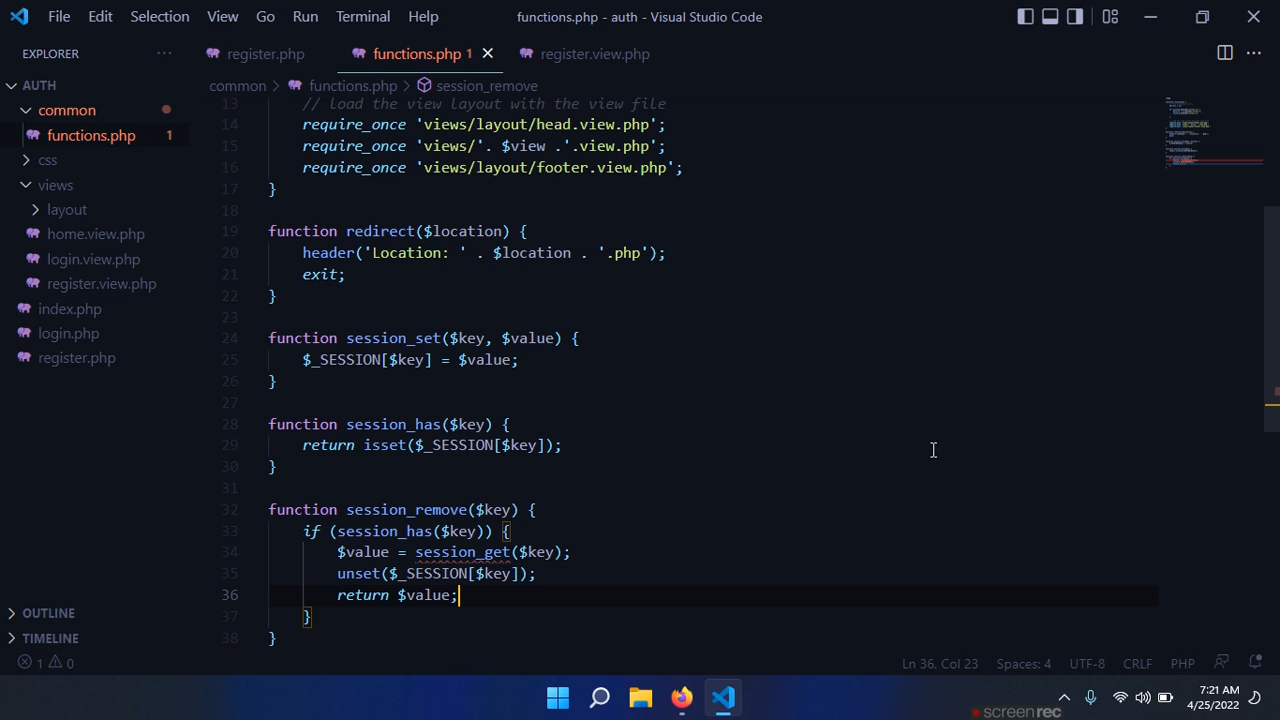 File Edit Selection View Go Run Terminal Help functions.php - auth - Visual Studio Code
EXPLORER ··· register.php functions.php 1 register.view.php
AUTH common > functions.php > session_remove
common
functions.php 1
css
views
layout
home.view.php
login.view.php
register.view.php
index.php
login.php
register.php
OUTLINE
TIMELINE
13 // load the view layout with the view file
14 require_once 'views/layout/head.view.php';
15 require_once 'views/'. $view .'.view.php';
16 require_once 'views/layout/footer.view.php';
17 }
18
19 function redirect($location) {
20 header('Location: ' . $location . '.php');
21 exit;
22 }
23
24 function session_set($key, $value) {
25 $_SESSION[$key] = $value;
26 }
27
28 function session_has($key) {
29 return isset($_SESSION[$key]);
30 }
31
32 function session_remove($key) {
33 if (session_has($key)) {
34 $value = session_get($key);
35 unset($_SESSION[$key]);
36 return $value;
37 }
38 }
1 0 Ln 36, Col 23 Spaces: 4 UTF-8 CRLF PHP
7:21 AM
4/25/2022
screenrec